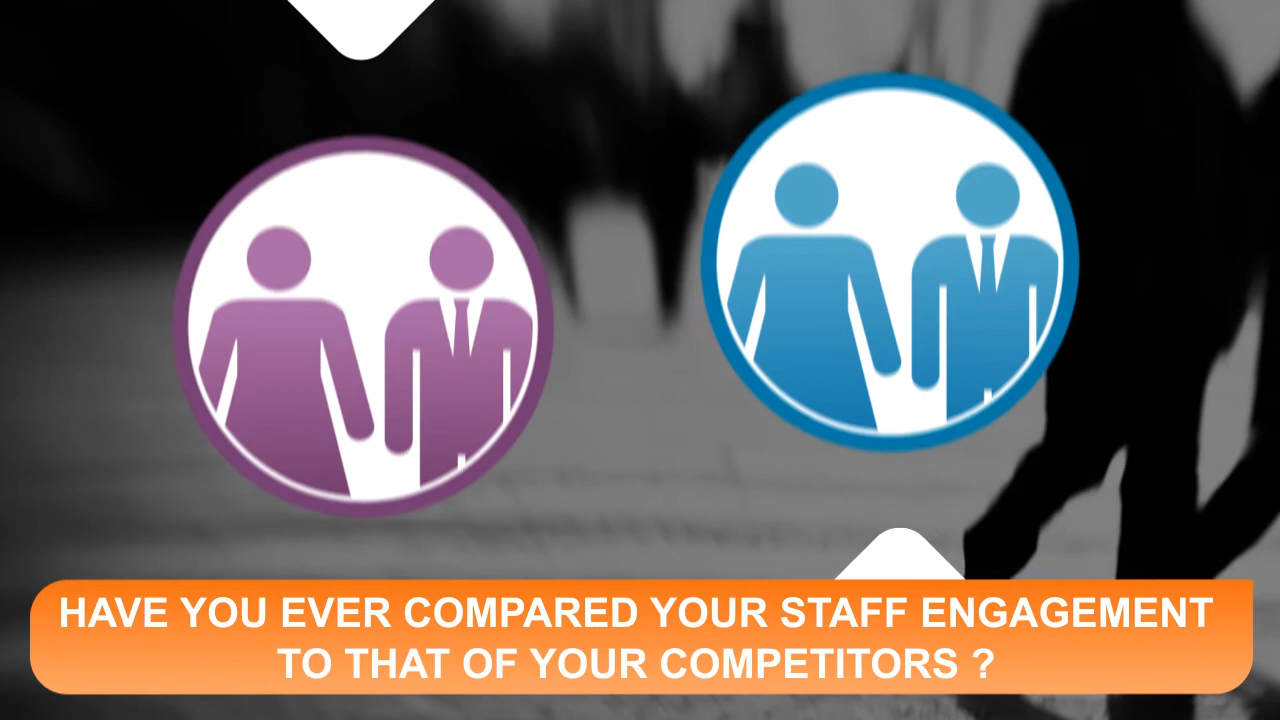 HAVE YOU EVER COMPARED YOUR STAFF ENGAGEMENT
TO THAT OF YOUR COMPETITORS ?